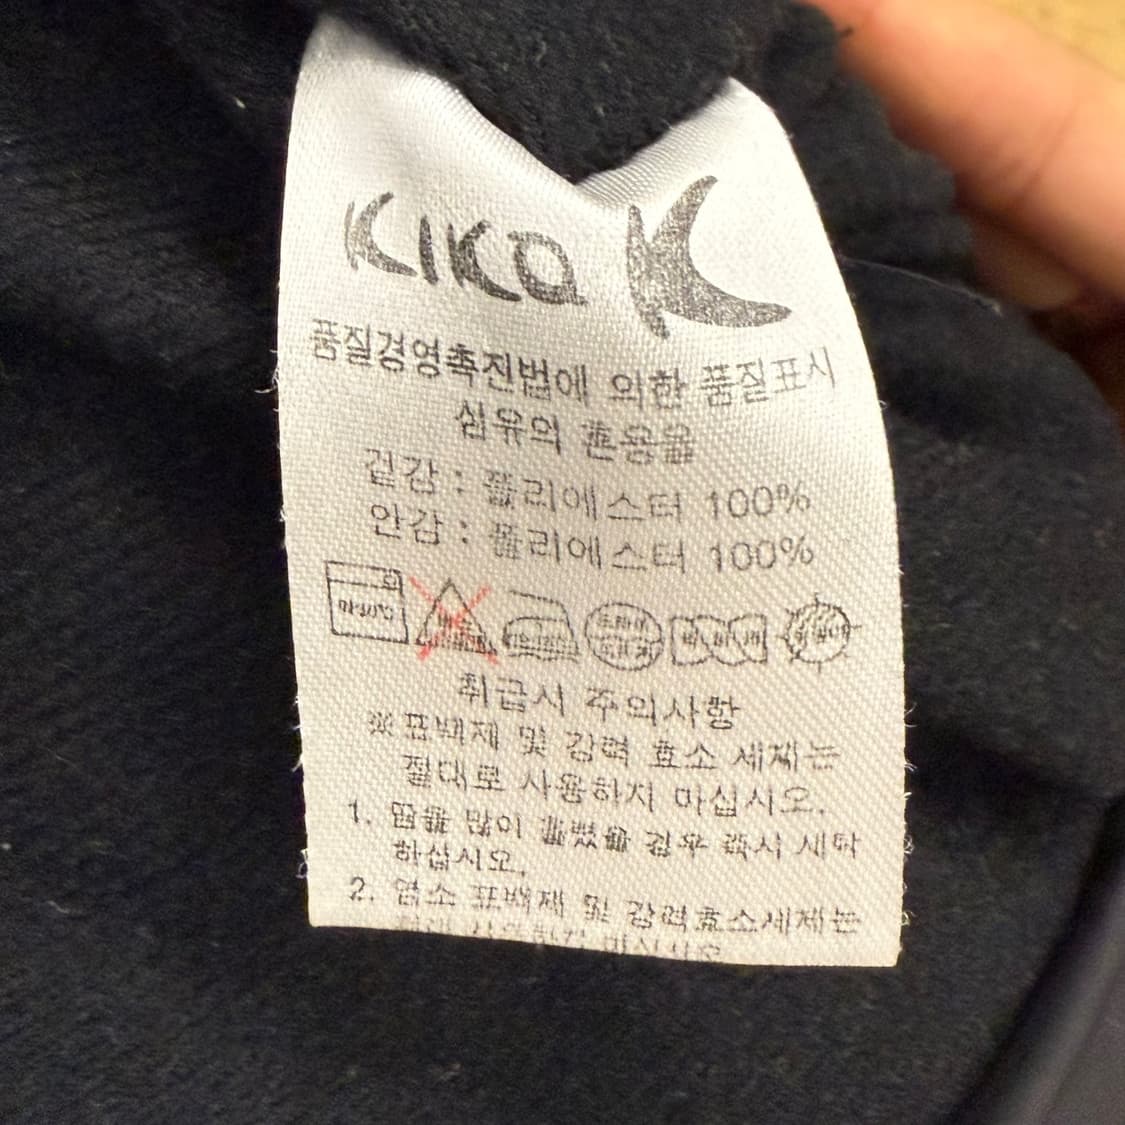 KIKO K
품질경영촉진법에 의한 품질표시
섬유의 혼용율
겉감 : 폴리에스터 100%
안감 : 폴리에스터 100%
취급시 주의사항
※표백제 및 강력 효소 세제는
절대로 사용하지 마십시오.
1. 땀을 많이 흘렸을 경우 즉시 세탁
하십시오.
2. 염소 표백제 및 강력효소세제는